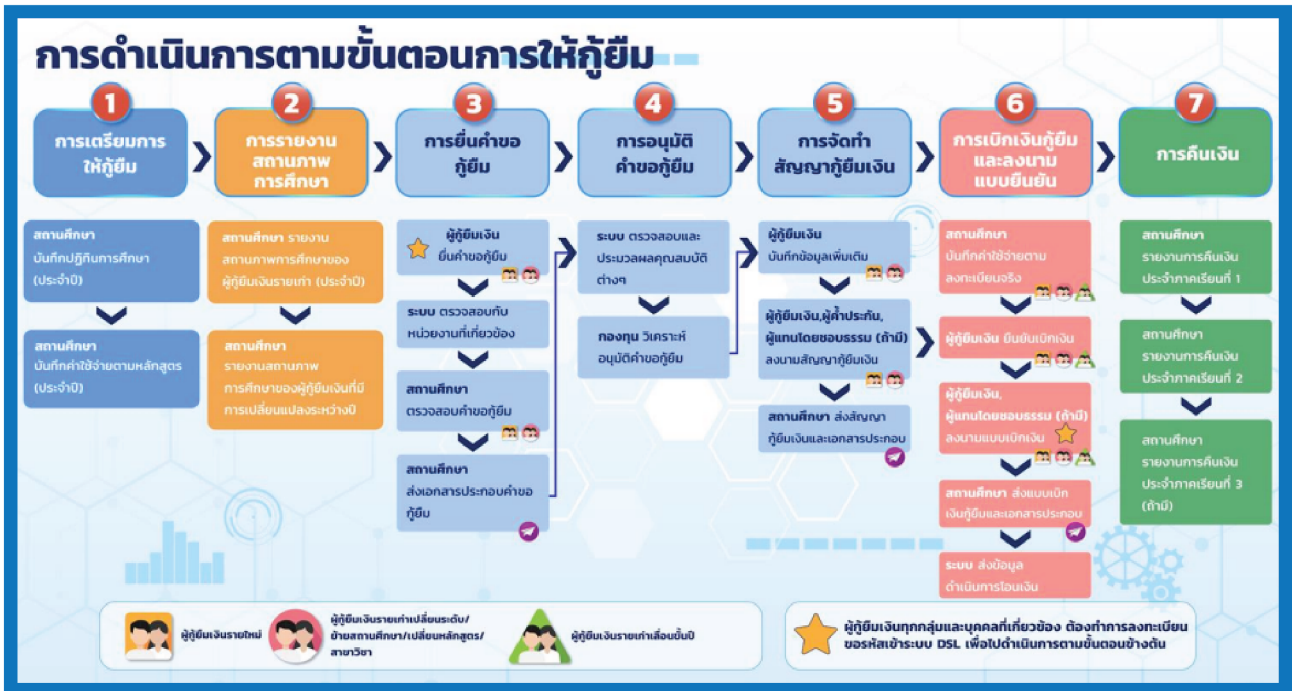 การดำเนินการตามขั้นตอนการให้กู้ยืม
1
การเตรียมการ
ให้กู้ยืม
2
การรายงาน
สถานภาพ
การศึกษา
3
การยื่นคำขอ
กู้ยืม
4
การอนุมัติ
คำขอกู้ยืม
5
การจัดทำ
สัญญากู้ยืมเงิน
6
การเบิกเงินกู้ยืม
และลงนาม
แบบยืนยัน
7
การคืนเงิน
สถานศึกษา
บันทึกปฏิทินการศึกษา
(ประจำปี)
สถานศึกษา
บันทึกค่าใช้จ่ายตามหลักสูตร
(ประจำปี)
สถานศึกษา รายงาน
สถานภาพการศึกษาของ
ผู้กู้ยืมเงินรายเก่า (ประจำปี)
สถานศึกษา
รายงานสถานภาพ
การศึกษาของผู้กู้ยืมเงินที่มี
การเปลี่ยนแปลงระหว่างปี
ผู้กู้ยืมเงิน
ยื่นคำขอกู้ยืม
ระบบ ตรวจสอบกับ
หน่วยงานที่เกี่ยวข้อง
สถานศึกษา
ตรวจสอบคำขอกู้ยืม
สถานศึกษา
ส่งเอกสารประกอบคำขอ
กู้ยืม
ระบบ ตรวจสอบและ
ประมวลผลคุณสมบัติ
ต่างๆ
กองทุน วิเคราะห์
อนุมัติคำขอกู้ยืม
ผู้กู้ยืมเงิน
บันทึกข้อมูลเพิ่มเติม
ผู้กู้ยืมเงิน,ผู้ค้ำประกัน,
ผู้แทนโดยชอบธรรม (ถ้ามี)
ลงนามสัญญากู้ยืมเงิน
สถานศึกษา ส่งสัญญา
กู้ยืมเงินและเอกสารประกอบ
สถานศึกษา
บันทึกค่าใช้จ่ายตาม
ลงทะเบียนจริง
ผู้กู้ยืมเงิน ยืนยันเบิกเงิน
ผู้กู้ยืมเงิน,
ผู้แทนโดยชอบธรรม (ถ้ามี)
ลงนามแบบเบิกเงิน
สถานศึกษา ส่งแบบเบิก
เงินกู้ยืมและเอกสารประกอบ
ระบบ ส่งข้อมูล
ดำเนินการโอนเงิน
สถานศึกษา
รายงานการคืนเงิน
ประจำภาคเรียนที่ 1
สถานศึกษา
รายงานการคืนเงิน
ประจำภาคเรียนที่ 2
สถานศึกษา
รายงานการคืนเงิน
ประจำภาคเรียนที่ 3
(ถ้ามี)
ผู้กู้ยืมเงินรายใหม่
ผู้กู้ยืมเงินรายเก่าเปลี่ยนระดับ/
ย้ายสถานศึกษา/เปลี่ยนหลักสูตร/
สาขาวิชา
ผู้กู้ยืมเงินรายเก่าเลื่อนชั้นปี
ผู้กู้ยืมเงินทุกกลุ่มและบุคคลที่เกี่ยวข้อง ต้องทำการลงทะเบียน
ขอรหัสเข้าระบบ DSL เพื่อไปดำเนินการตามขั้นตอนข้างต้น